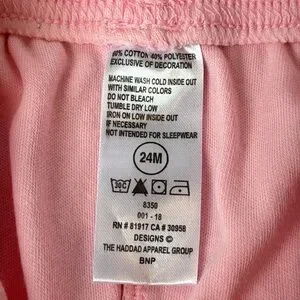 60% COTTON 40% POLYESTER
EXCLUSIVE OF DECORATION
MACHINE WASH COLD INSIDE OUT
WITH SIMILAR COLORS
DO NOT BLEACH
TUMBLE DRY LOW
IRON ON LOW INSIDE OUT
IF NECESSARY
NOT INTENDED FOR SLEEPWEAR
24M
30C
8350
001 - 18
RN # 81917 CA # 30958
DESIGNS ©
THE HADDAD APPAREL GROUP
BNP